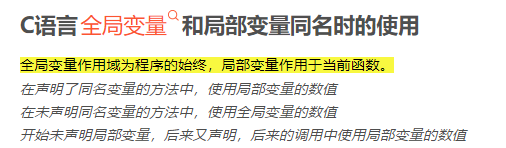 C语言全局变量和局部变量同名时的使用
全局变量作用域为程序的始终，局部变量作用于当前函数。
在声明了同名变量的方法中，使用局部变量的数值
在未声明同名变量的方法中，使用全局变量的数值
开始未声明局部变量，后来又声明，后来的调用中使用局部变量的数值